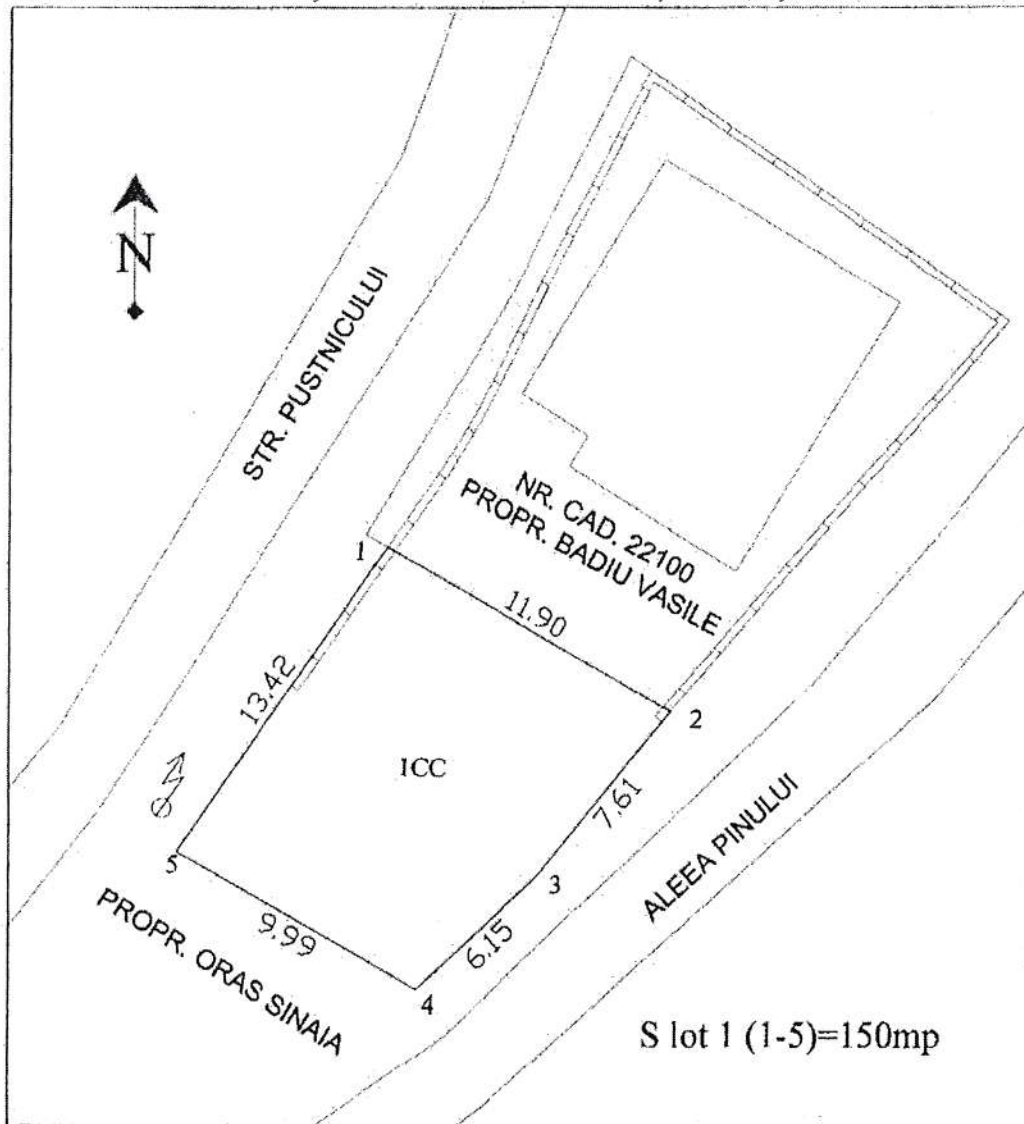 N
STR. PUSTNICULUI
NR. CAD. 22100
PROPR. BADIU VASILE
1
11.90
2
13.42
1CC
7.61
5
3
ALEEA PINULUI
9.99
6.15
4
PROPR. ORAS SINAIA
S lot 1 (1-5)=150mp